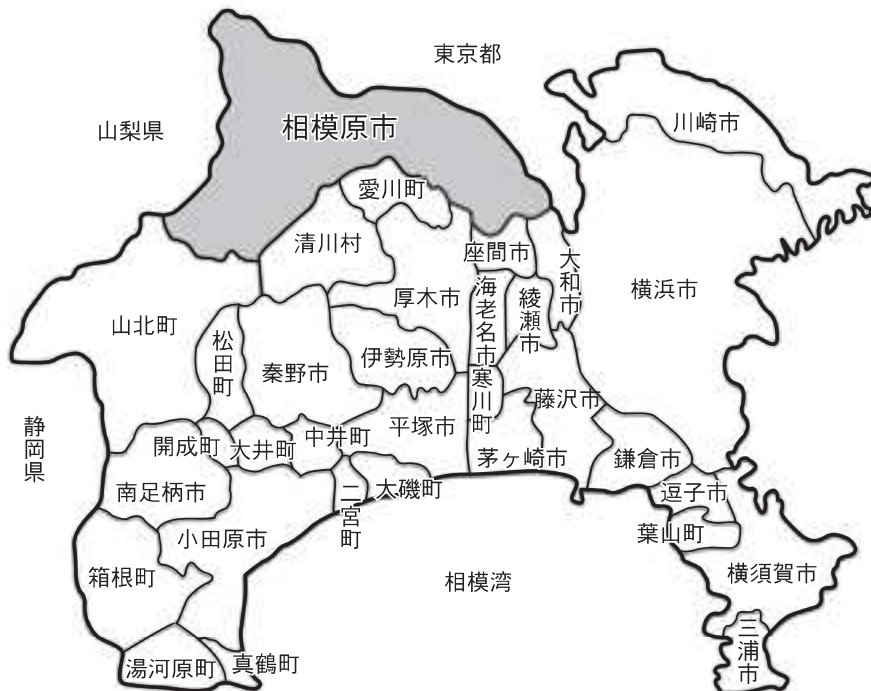 東京都
川崎市
相模原市
山梨県
愛川町
清川村
座間市
大和市
厚木市
海老名市
綾瀬市
横浜市
山北町
松田町
秦野市
伊勢原市
寒川町
藤沢市
静岡県
開成町
大井町
中井町
平塚市
茅ヶ崎市
鎌倉市
南足柄市
二宮町
大磯町
逗子市
小田原市
葉山町
箱根町
相模湾
横須賀市
三浦市
湯河原町
真鶴町